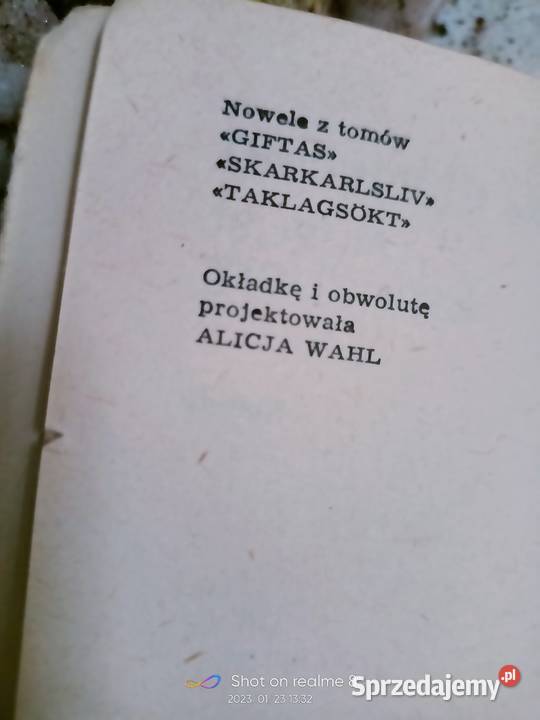 Nowele z tomów
«GIFTAS»
«SKARKARLSLIV»
«TAKLAGSÖKT»
Okładkę i obwolutę
projektowała
ALICJA WAHL
Shot on realme 8
2023. 01. 23 13:32
Sprzedajemy.pl